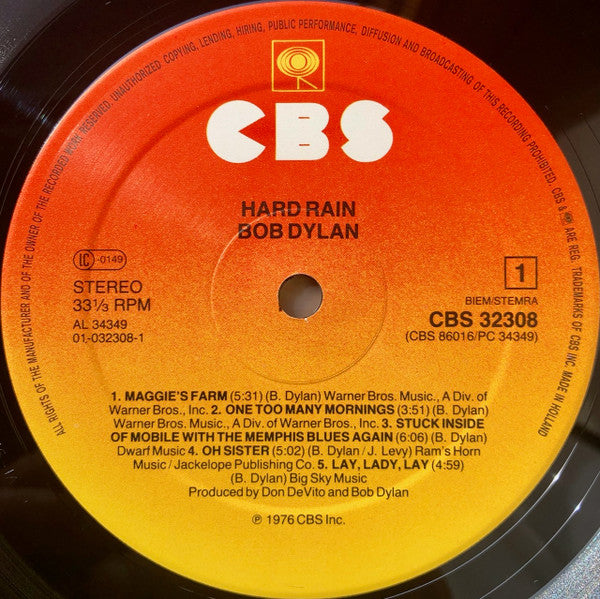 ALL RIGHTS OF THE MANUFACTURER AND OF THE OWNER OF THE RECORDED WORK RESERVED. UNAUTHORIZED COPYING, LENDING, HIRING, PUBLIC PERFORMANCE, DIFFUSION AND BROADCASTING OF THIS RECORDING PROHIBITED. CBS & ARE REG. TRADEMARKS OF CBS INC. MADE IN HOLLAND
CBS
HARD RAIN
BOB DYLAN
LC -0149
STEREO
33⅓ RPM
AL 34349
01-032308-1
1
BIEM/STEMRA
CBS 32308
(CBS 86016/PC 34349)
1. MAGGIE'S FARM (5:31) (B. Dylan) Warner Bros. Music., A Div. of
Warner Bros., Inc. 2. ONE TOO MANY MORNINGS (3:51) (B. Dylan)
Warner Bros. Music., A Div. of Warner Bros., Inc. 3. STUCK INSIDE
OF MOBILE WITH THE MEMPHIS BLUES AGAIN (6:06) (B. Dylan)
Dwarf Music 4. OH SISTER (5:02) (B. Dylan / J. Levy) Ram's Horn
Music / Jackelope Publishing Co. 5. LAY, LADY, LAY (4:59)
(B. Dylan) Big Sky Music
Produced by Don DeVito and Bob Dylan
℗ 1976 CBS Inc.